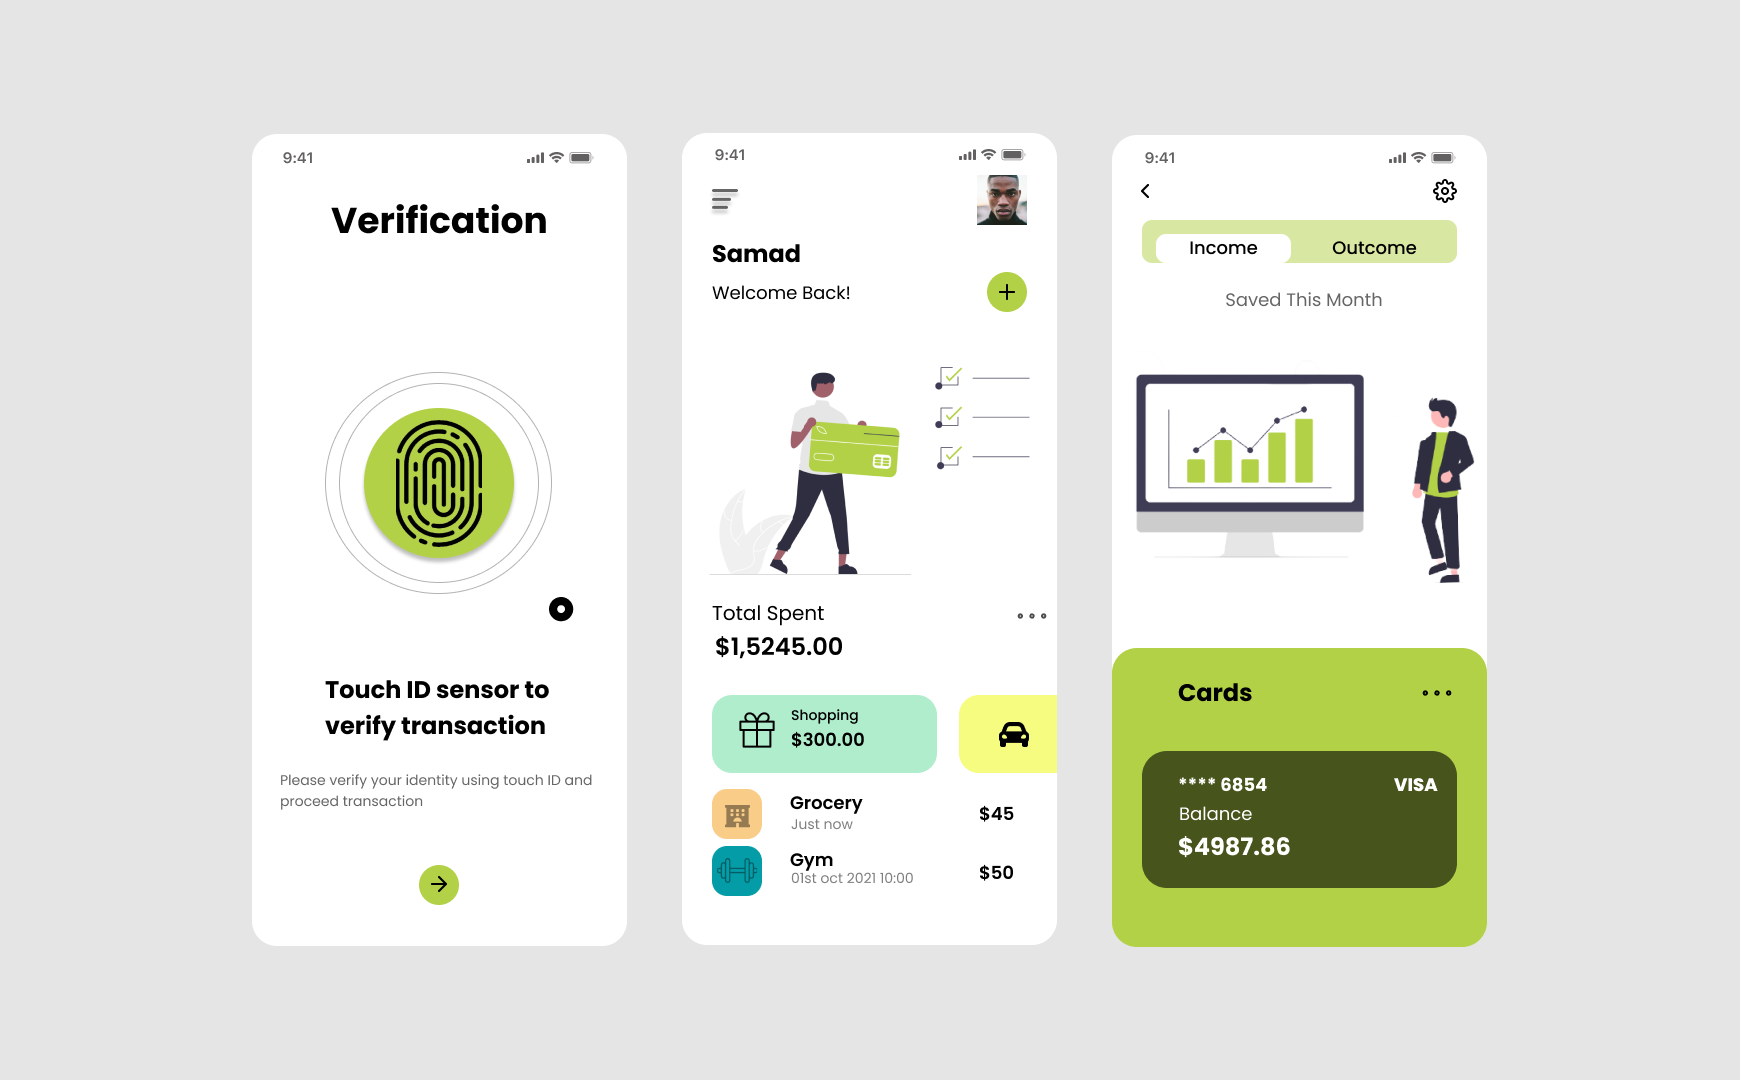 9:41
Verification
Touch ID sensor to
verify transaction
Please verify your identity using touch ID and
proceed transaction
9:41
Samad
Welcome Back!
Total Spent
$1,5245.00
Shopping
$300.00
Grocery
Just now
$45
Gym
01st oct 2021 10:00
$50
9:41
Income
Outcome
Saved This Month
Cards
**** 6854
VISA
Balance
$4987.86